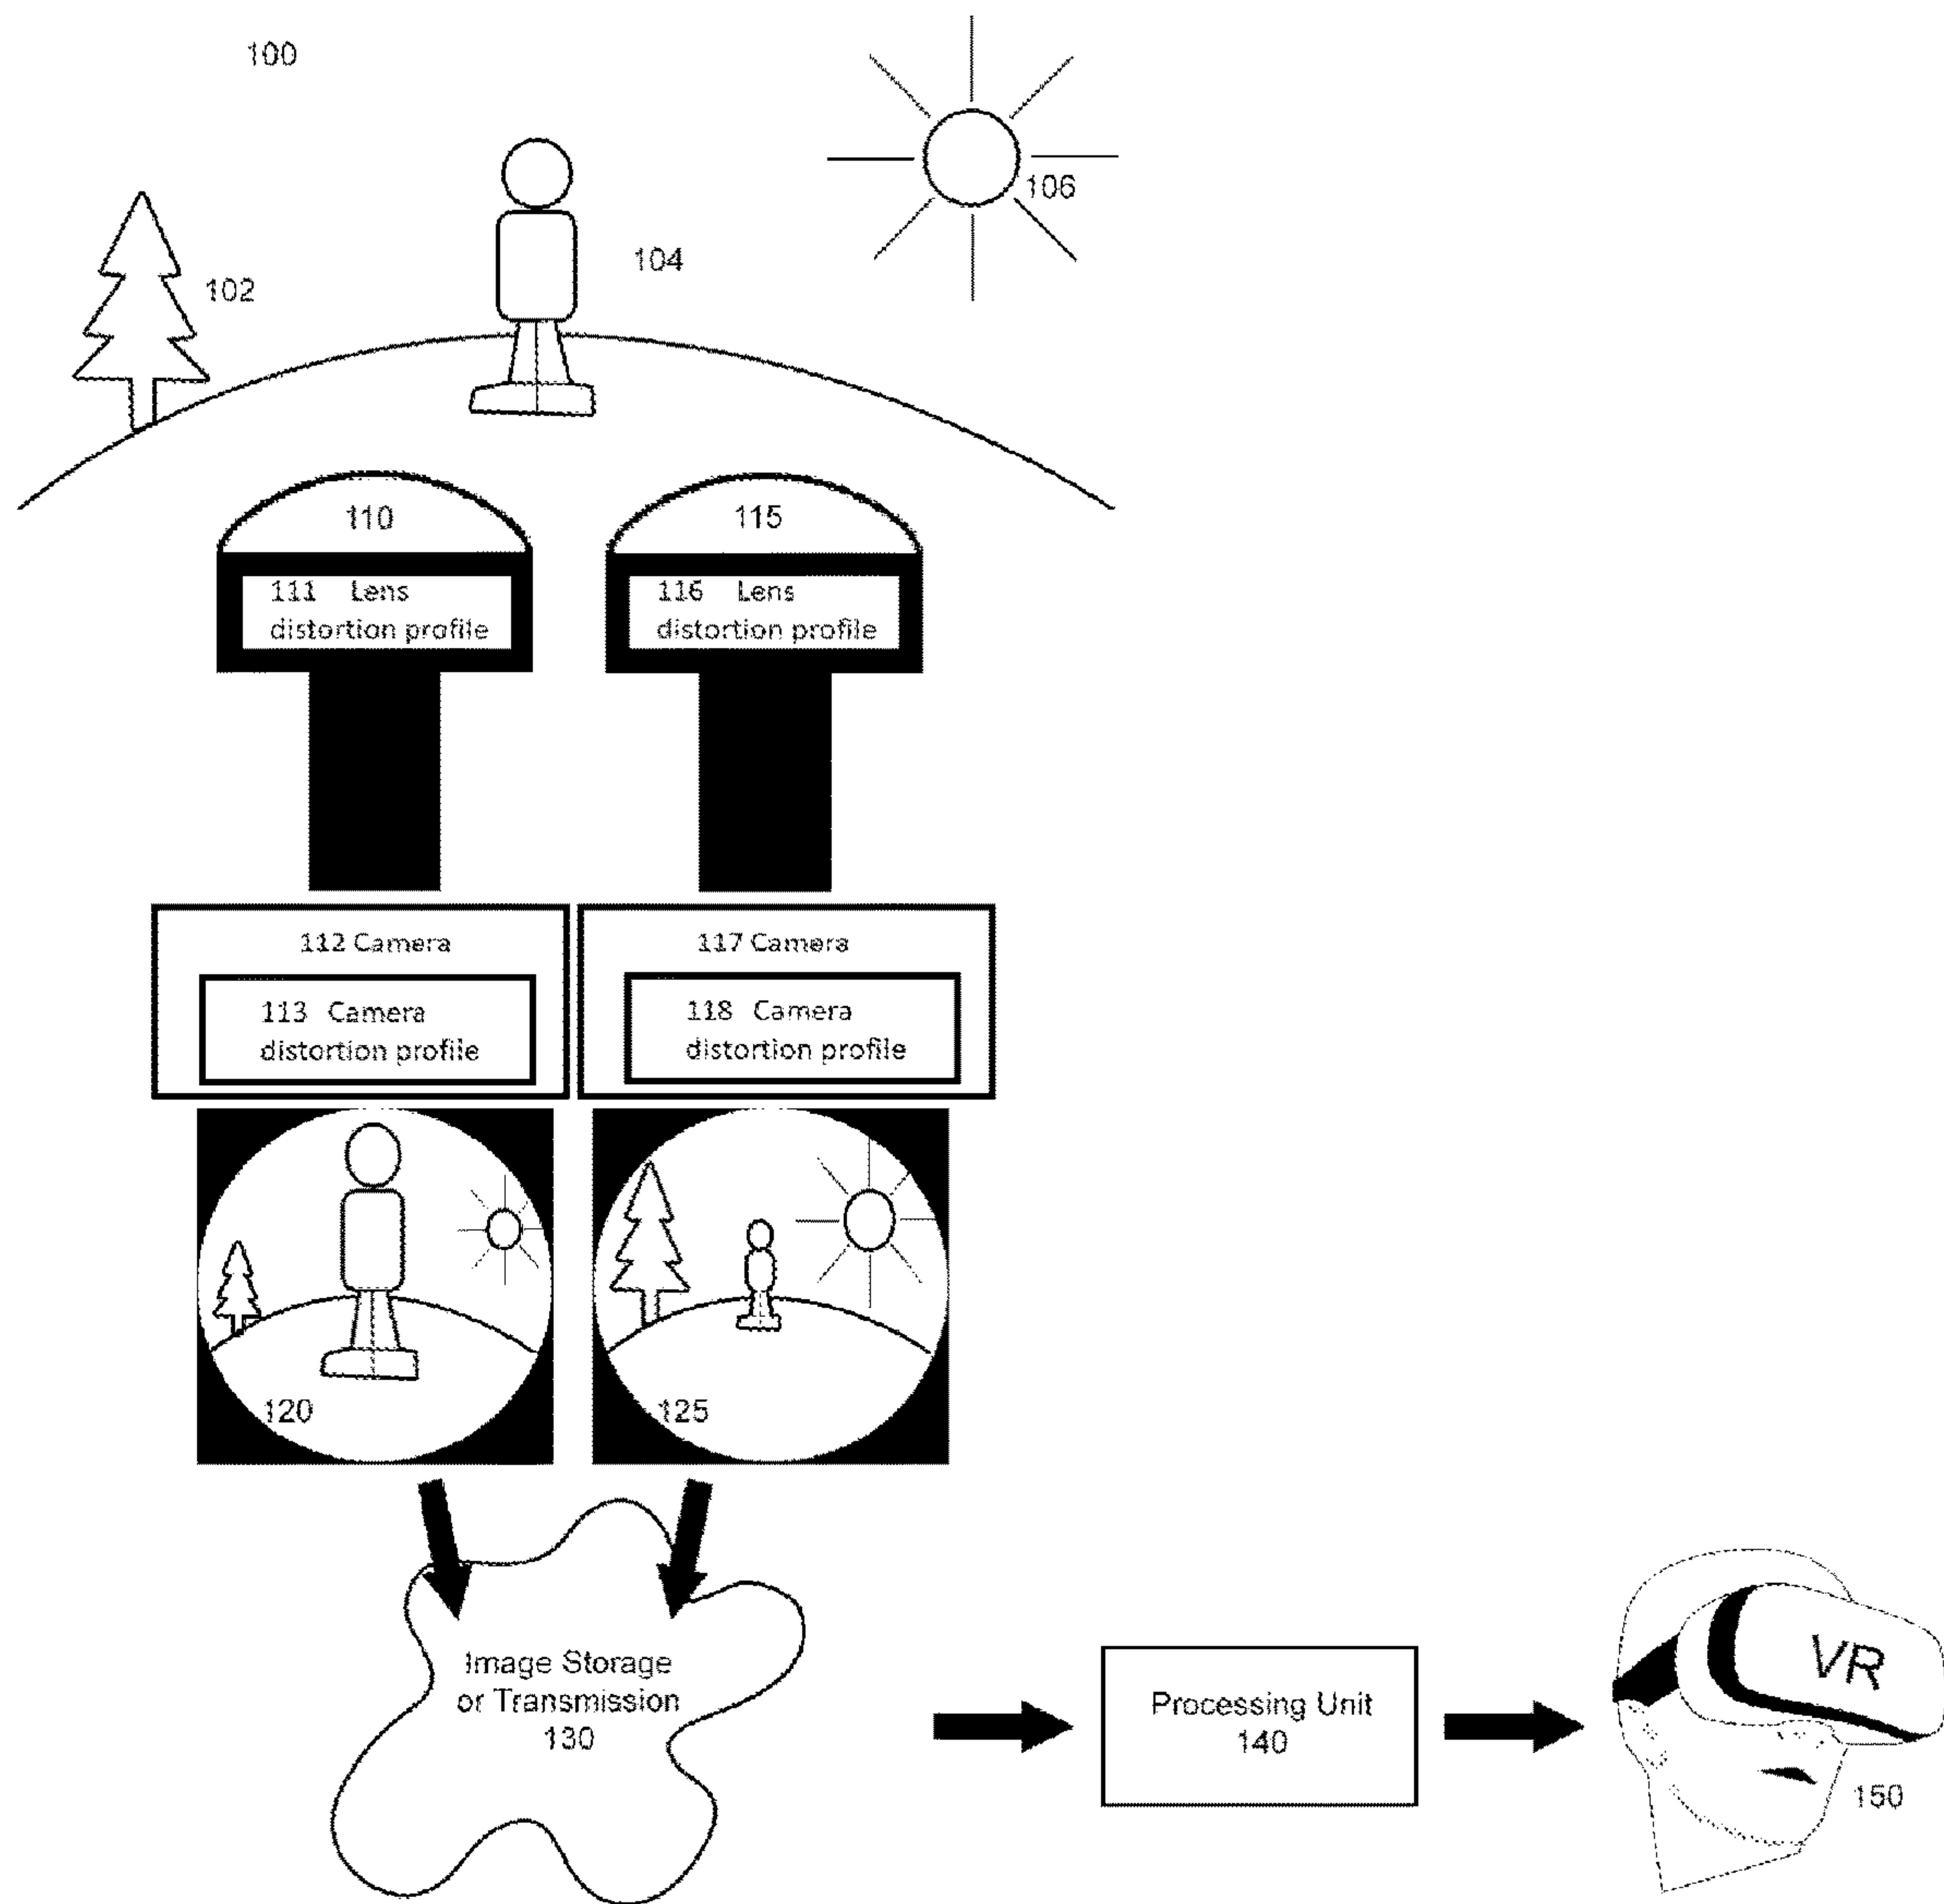 100
106
104
102
110
115
111 Lens
distortion profile
116 Lens
distortion profile
112 Camera
117 Camera
113 Camera
distortion profile
118 Camera
distortion profile
120
125
Image Storage
or Transmission
130
Processing Unit
140
VR
150